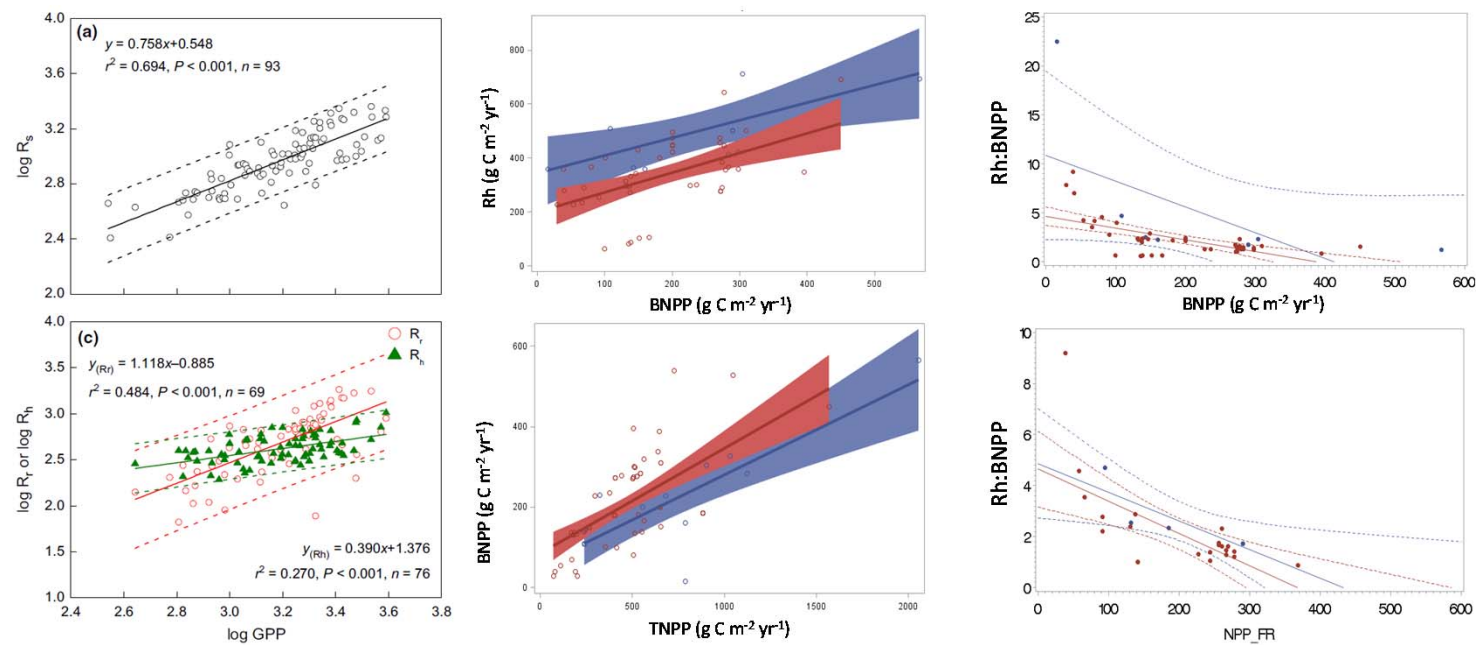 4.0
3.6
3.2
2.8
2.4
2.0
log Rₛ
(a)
y = 0.758x+0.548
r² = 0.694, P < 0.001, n = 93
800
600
400
200
0
Rh (g C m⁻² yr⁻¹)
0 100 200 300 400 500
BNPP (g C m⁻² yr⁻¹)
25
20
15
10
5
0
Rh:BNPP
0 100 200 300 400 500 600
BNPP (g C m⁻² yr⁻¹)
4.0
3.5
3.0
2.5
2.0
1.5
1.0
log Rᵣ or log Rₕ
(c)
Rᵣ
Rₕ
y(Rr) = 1.118x–0.885
r² = 0.484, P < 0.001, n = 69
y(Rh) = 0.390x+1.376
r² = 0.270, P < 0.001, n = 76
2.4 2.6 2.8 3.0 3.2 3.4 3.6 3.8
log GPP
600
400
200
0
BNPP (g C m⁻² yr⁻¹)
0 500 1000 1500 2000
TNPP (g C m⁻² yr⁻¹)
10
8
6
4
2
0
Rh:BNPP
0 100 200 300 400 500 600
NPP_FR